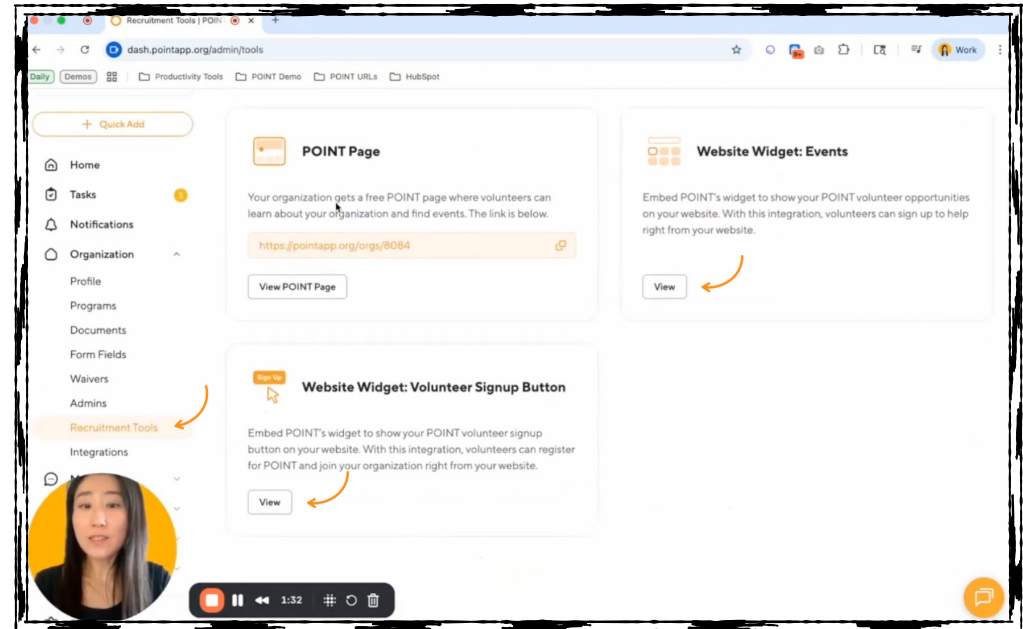 Recruitment Tools | POIN
dash.pointapp.org/admin/tools
Work
Daily
Demos
Productivity Tools
POINT Demo
POINT URLs
HubSpot
Quick Add
Home
Tasks
3
Notifications
Organization
Profile
Programs
Documents
Form Fields
Waivers
Admins
Recruitment Tools
Integrations
POINT Page
Your organization gets a free POINT page where volunteers can
learn about your organization and find events. The link is below.
https://pointapp.org/orgs/8084
View POINT Page
Website Widget: Events
Embed POINT's widget to show your POINT volunteer opportunities
on your website. With this integration, volunteers can sign up to help
right from your website.
View
Sign Up
Website Widget: Volunteer Signup Button
Embed POINT's widget to show your POINT volunteer signup
button on your website. With this integration, volunteers can register
for POINT and join your organization right from your website.
View
1:32